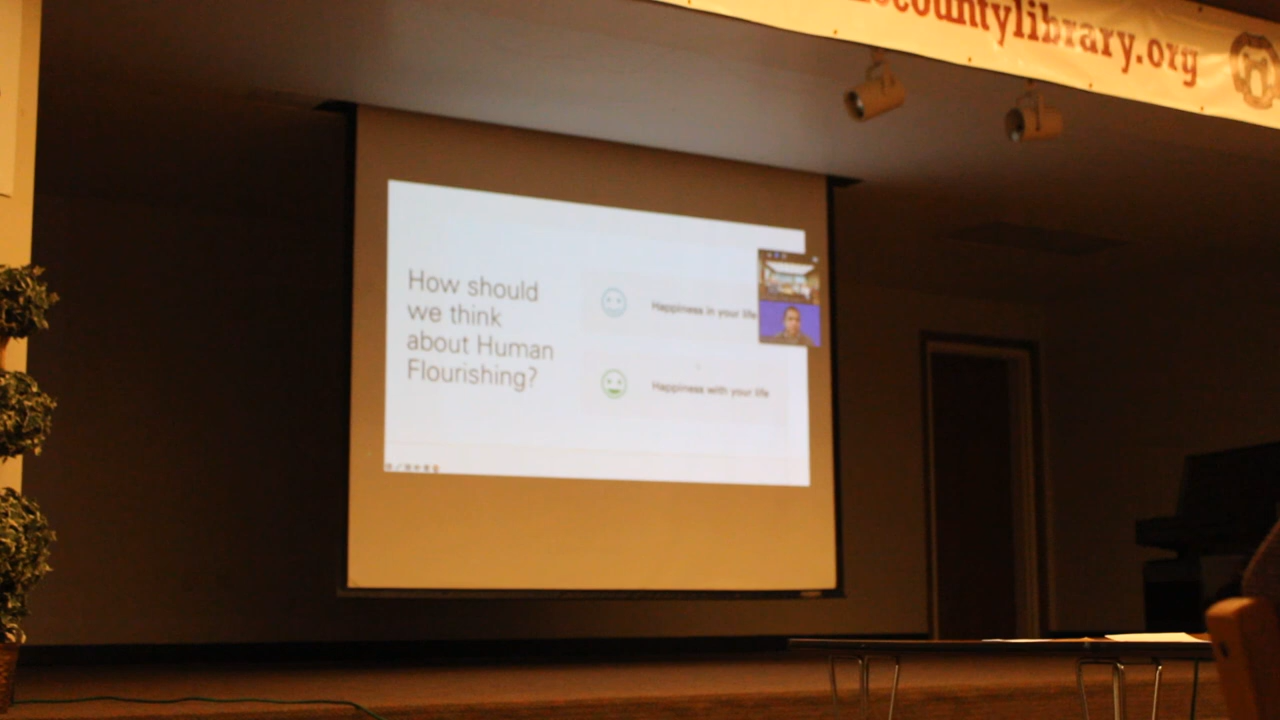 countylibrary.org
How should
we think
about Human
Flourishing?
Happiness in your life
Happiness with your life